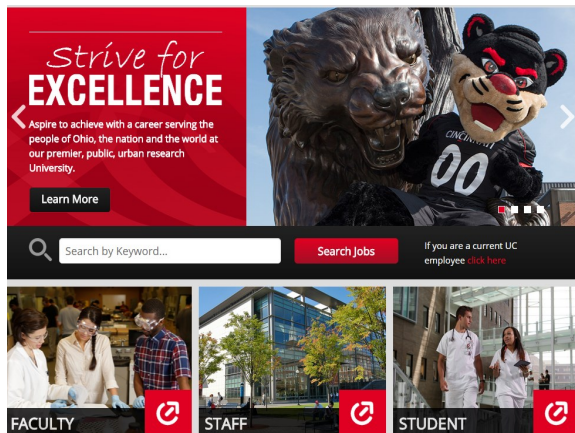 Strive for
EXCELLENCE
Aspire to achieve with a career serving the
people of Ohio, the nation and the world at
our premier, public, urban research
University.
Learn More
CINCINNATI
00
Search by Keyword...
Search Jobs
If you are a current UC
employee click here
FACULTY
STAFF
STUDENT